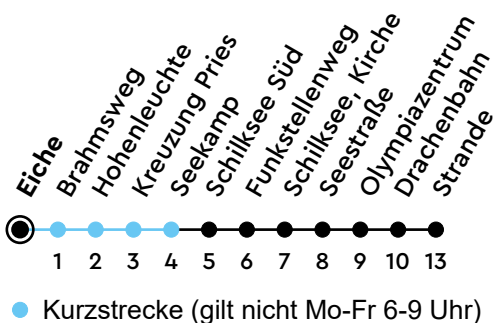 Eiche
Brahmsweg
Hohenleuchte
Kreuzung Pries
Seekamp
Schilksee Süd
Funkstellenweg
Schilksee, Kirche
Seestraße
Olympiazentrum
Drachenbahn
Strande
1 2 3 4 5 6 7 8 9 10 13
Kurzstrecke (gilt nicht Mo-Fr 6-9 Uhr)